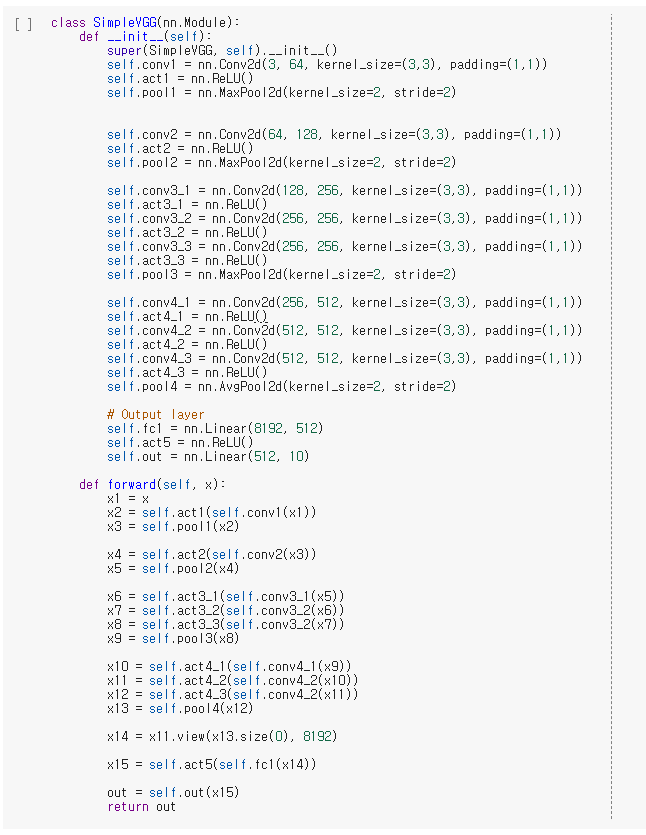 [ ] class SimpleVGG(nn.Module):
    def __init__(self):
        super(SimpleVGG, self).__init__()
        self.conv1 = nn.Conv2d(3, 64, kernel_size=(3,3), padding=(1,1))
        self.act1 = nn.ReLU()
        self.pool1 = nn.MaxPool2d(kernel_size=2, stride=2)

        self.conv2 = nn.Conv2d(64, 128, kernel_size=(3,3), padding=(1,1))
        self.act2 = nn.ReLU()
        self.pool2 = nn.MaxPool2d(kernel_size=2, stride=2)

        self.conv3_1 = nn.Conv2d(128, 256, kernel_size=(3,3), padding=(1,1))
        self.act3_1 = nn.ReLU()
        self.conv3_2 = nn.Conv2d(256, 256, kernel_size=(3,3), padding=(1,1))
        self.act3_2 = nn.ReLU()
        self.conv3_3 = nn.Conv2d(256, 256, kernel_size=(3,3), padding=(1,1))
        self.act3_3 = nn.ReLU()
        self.pool3 = nn.MaxPool2d(kernel_size=2, stride=2)

        self.conv4_1 = nn.Conv2d(256, 512, kernel_size=(3,3), padding=(1,1))
        self.act4_1 = nn.ReLU()
        self.conv4_2 = nn.Conv2d(512, 512, kernel_size=(3,3), padding=(1,1))
        self.act4_2 = nn.ReLU()
        self.conv4_3 = nn.Conv2d(512, 512, kernel_size=(3,3), padding=(1,1))
        self.act4_3 = nn.ReLU()
        self.pool4 = nn.AvgPool2d(kernel_size=2, stride=2)

        # Output layer
        self.fc1 = nn.Linear(8192, 512)
        self.act5 = nn.ReLU()
        self.out = nn.Linear(512, 10)

    def forward(self, x):
        x1 = x
        x2 = self.act1(self.conv1(x1))
        x3 = self.pool1(x2)

        x4 = self.act2(self.conv2(x3))
        x5 = self.pool2(x4)

        x6 = self.act3_1(self.conv3_1(x5))
        x7 = self.act3_2(self.conv3_2(x6))
        x8 = self.act3_3(self.conv3_2(x7))
        x9 = self.pool3(x8)

        x10 = self.act4_1(self.conv4_1(x9))
        x11 = self.act4_2(self.conv4_2(x10))
        x12 = self.act4_3(self.conv4_2(x11))
        x13 = self.pool4(x12)

        x14 = x11.view(x13.size(0), 8192)

        x15 = self.act5(self.fc1(x14))

        out = self.out(x15)
        return out